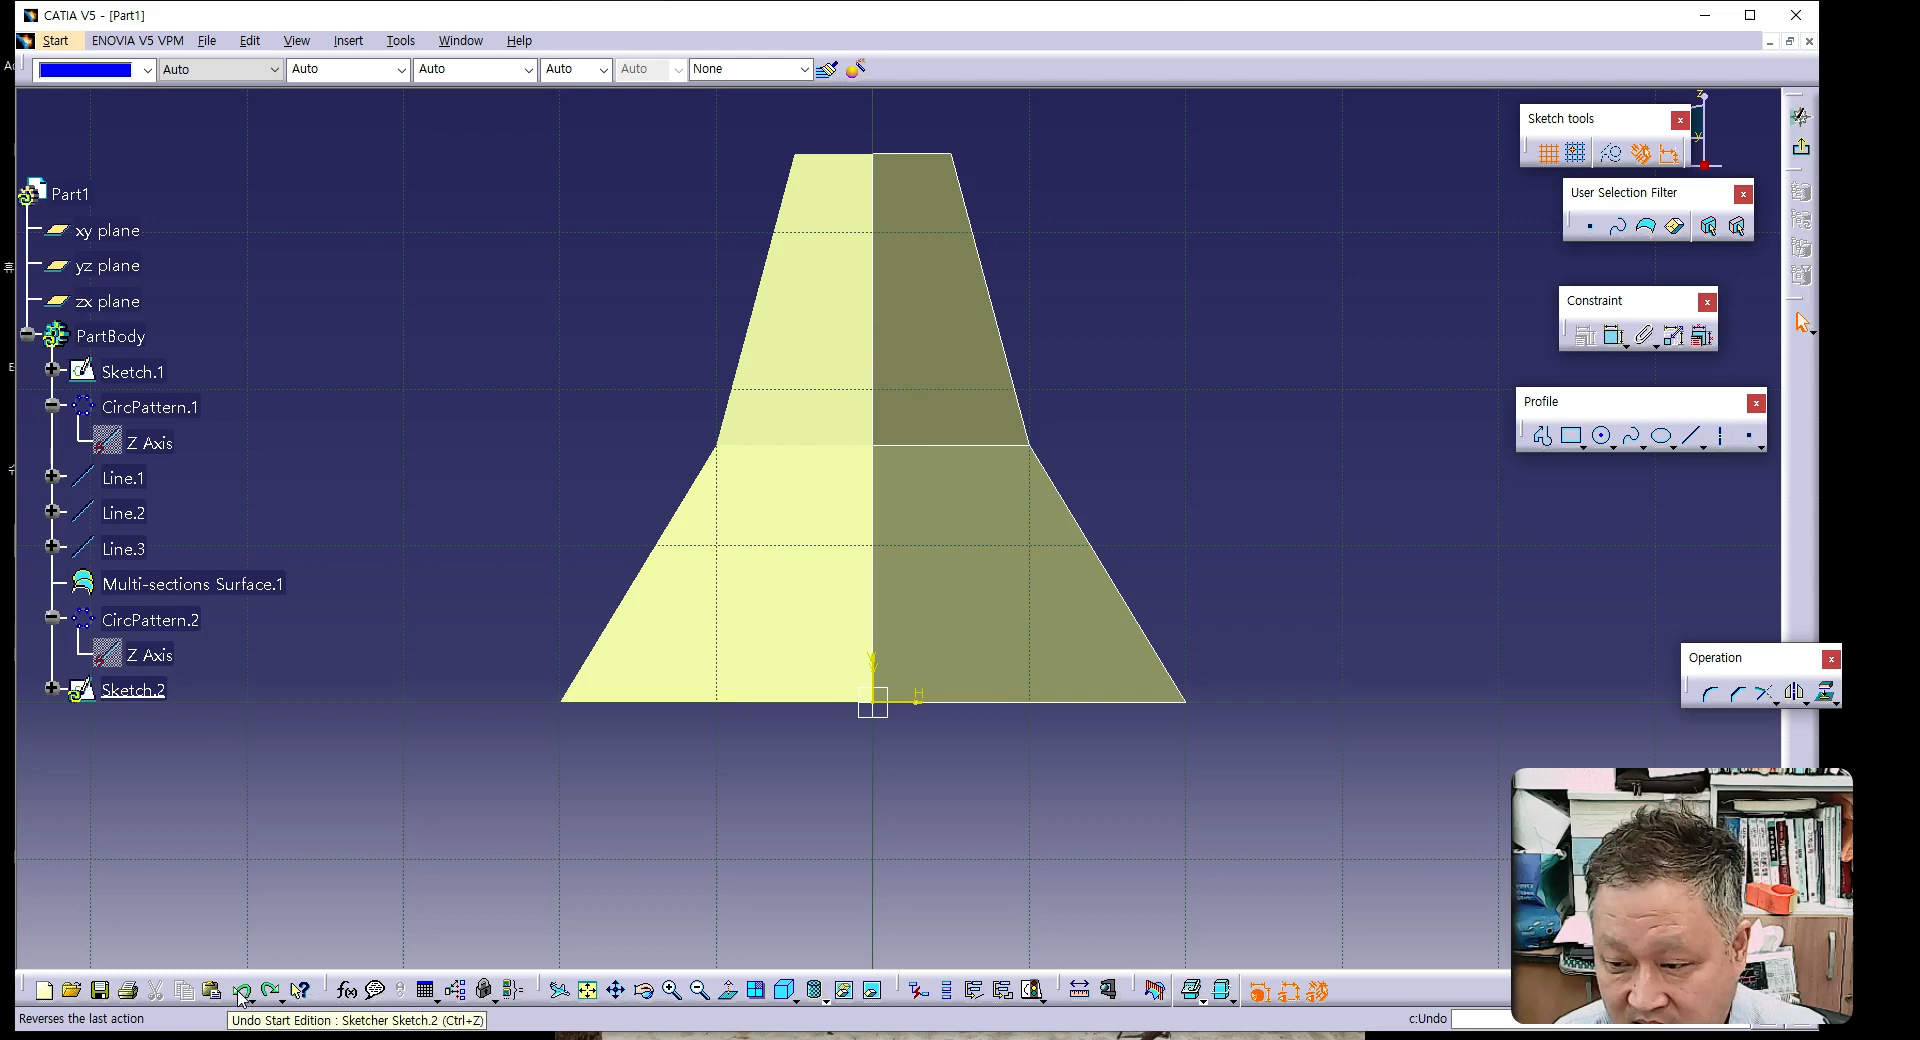 CATIA V5 - [Part1]
Start ENOVIA V5 VPM File Edit View Insert Tools Window Help
Auto Auto Auto Auto Auto None
Sketch tools
User Selection Filter
Constraint
Profile
Operation
Part1
xy plane
yz plane
zx plane
PartBody
Sketch.1
CircPattern.1
Z Axis
Line.1
Line.2
Line.3
Multi-sections Surface.1
CircPattern.2
Z Axis
Sketch.2
z
y
V
H
Reverses the last action
Undo Start Edition : Sketcher Sketch.2 (Ctrl+Z)
c:Undo